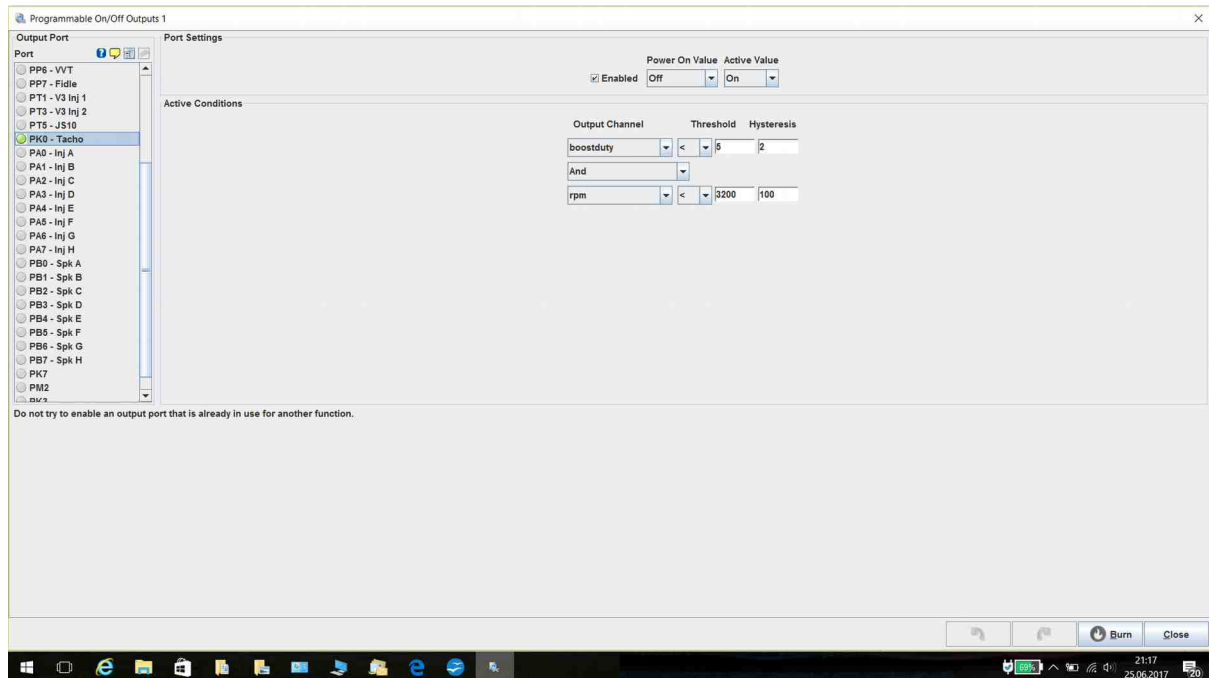 Programmable On/Off Outputs 1
Output Port
Port
PP6 - VVT
PP7 - Fidle
PT1 - V3 Inj 1
PT3 - V3 Inj 2
PT5 - JS10
PK0 - Tacho
PA0 - Inj A
PA1 - Inj B
PA2 - Inj C
PA3 - Inj D
PA4 - Inj E
PA5 - Inj F
PA6 - Inj G
PA7 - Inj H
PB0 - Spk A
PB1 - Spk B
PB2 - Spk C
PB3 - Spk D
PB4 - Spk E
PB5 - Spk F
PB6 - Spk G
PB7 - Spk H
PK7
PM2
Port Settings
Power On Value Active Value
Enabled Off On
Active Conditions
Output Channel Threshold Hysteresis
boostduty < 5 2
And
rpm < 3200 100
Do not try to enable an output port that is already in use for another function.
Burn Close
69%
21:17
25.06.2017
20